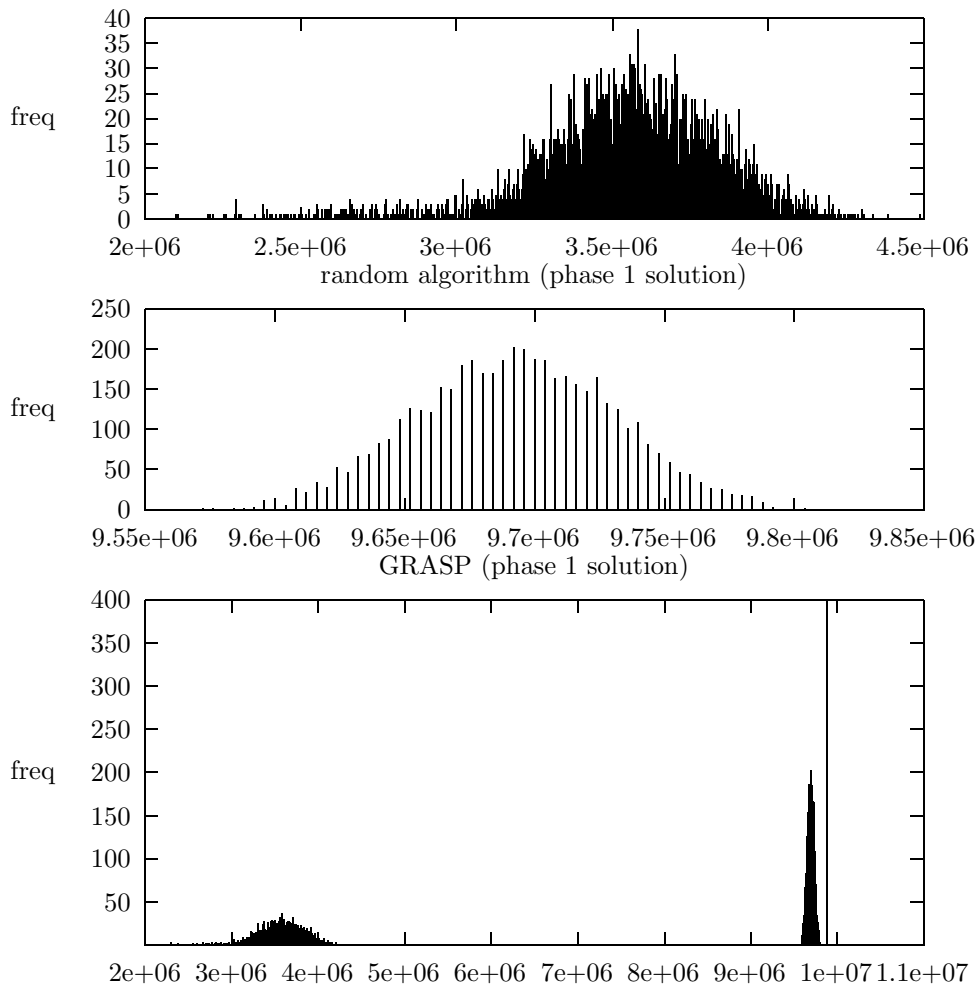 40
35
30
25
freq
20
15
10
5
0
2e+06 2.5e+06 3e+06 3.5e+06 4e+06 4.5e+06
random algorithm (phase 1 solution)
250
200
150
freq
100
50
0
9.55e+06 9.6e+06 9.65e+06 9.7e+06 9.75e+06 9.8e+06 9.85e+06
GRASP (phase 1 solution)
400
350
300
250
freq
200
150
100
50
2e+06 3e+06 4e+06 5e+06 6e+06 7e+06 8e+06 9e+06 1e+07 1.1e+07